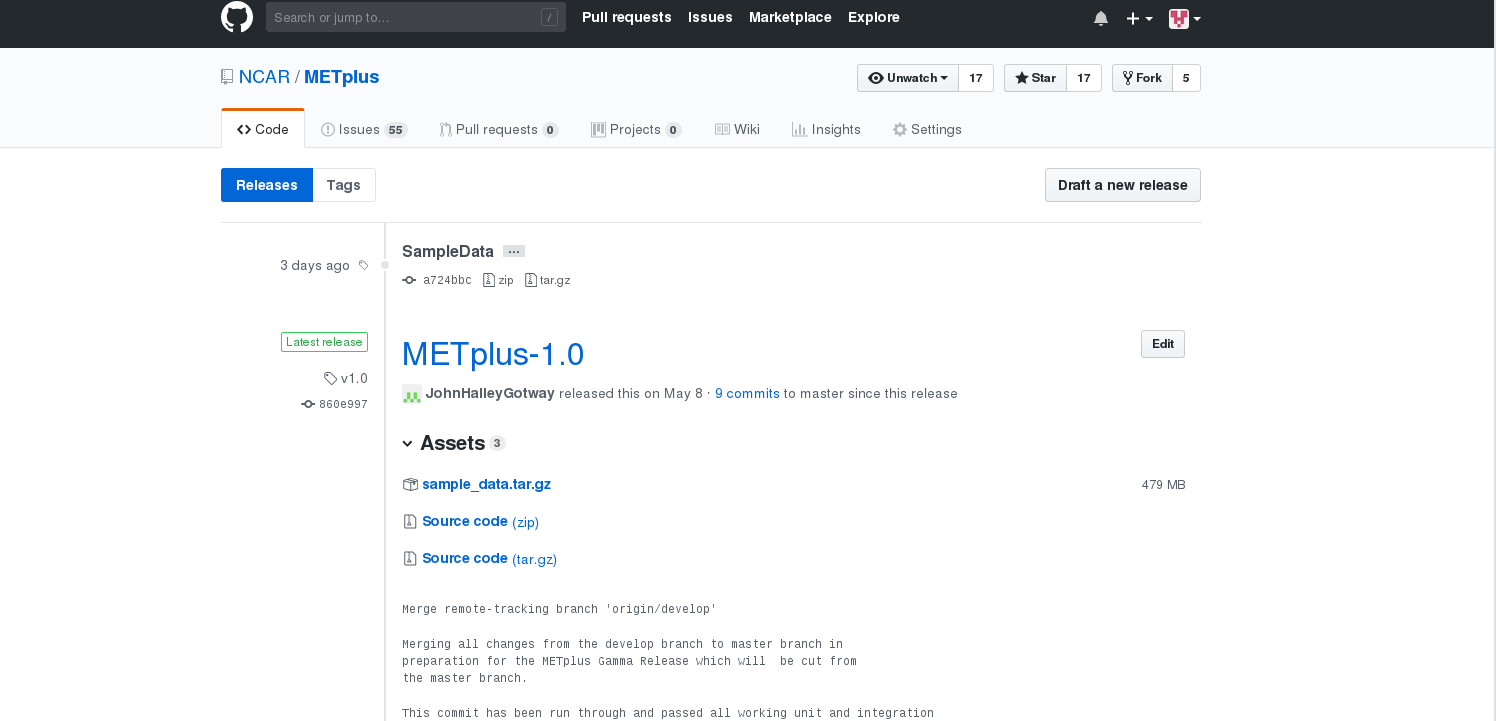 Search or jump to... /
Pull requests Issues Marketplace Explore
NCAR / METplus
Unwatch 17 Star 17 Fork 5
Code Issues 55 Pull requests 0 Projects 0 Wiki Insights Settings
Releases Tags
Draft a new release
SampleData ...
3 days ago
a724bbc zip tar.gz
Latest release
METplus-1.0
Edit
v1.0
JohnHalleyGotway released this on May 8 · 9 commits to master since this release
860e997
Assets 3
sample_data.tar.gz 479 MB
Source code (zip)
Source code (tar.gz)
Merge remote-tracking branch 'origin/develop'
Merging all changes from the develop branch to master branch in
preparation for the METplus Gamma Release which will  be cut from
the master branch.
This commit has been run through and passed all working unit and integration